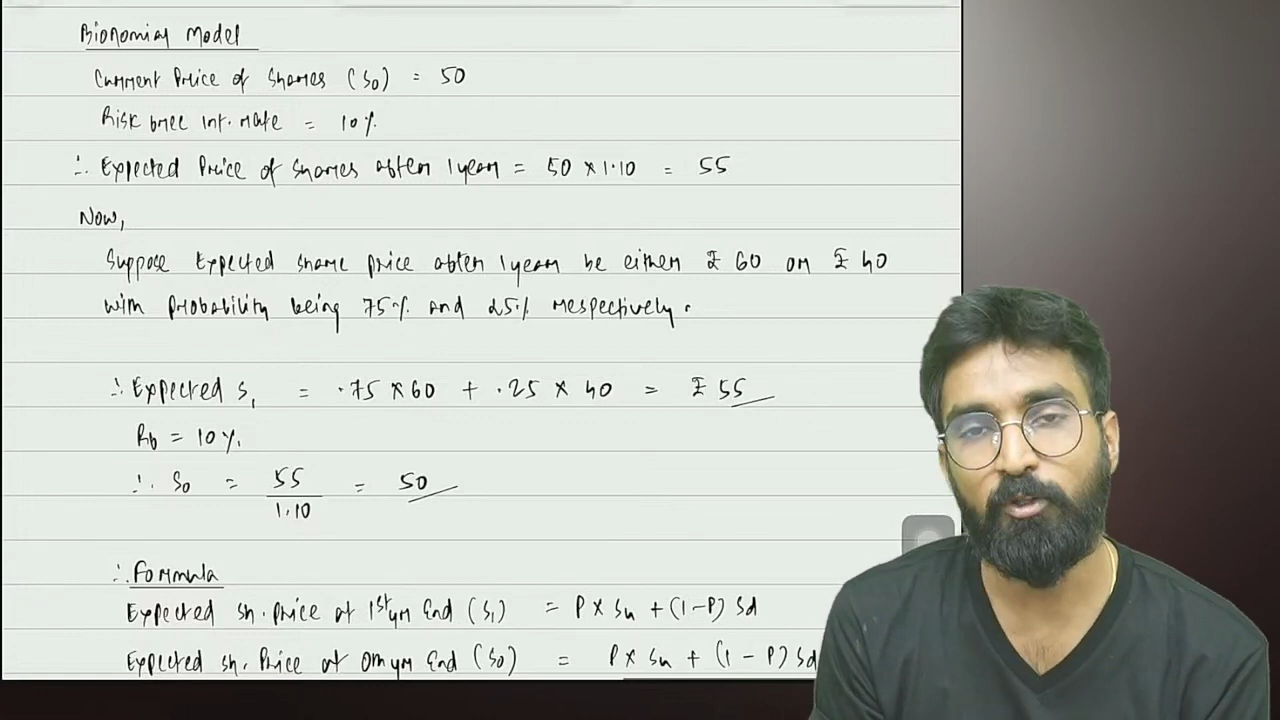 Bionomial Model
Current Price of Shares (S0) = 50
Risk free int. rate = 10%
∴ Expected Price of Shares after 1 year = 50 × 1.10 = 55
Now,
Suppose Expected share price after 1 year be either ₹ 60 or ₹ 40
with Probability being 75% and 25% respectively.
∴ Expected S1 = .75 × 60 + .25 × 40 = ₹ 55
Rf = 10%
∴ S0 = 55 / 1.10 = 50
∴ Formula
Expected Sh. Price at 1st yr End (S1) = P × Su + (1-P) Sd
Expected Sh. Price at 0th yr End (S0) = P × Su + (1 - P) Sd